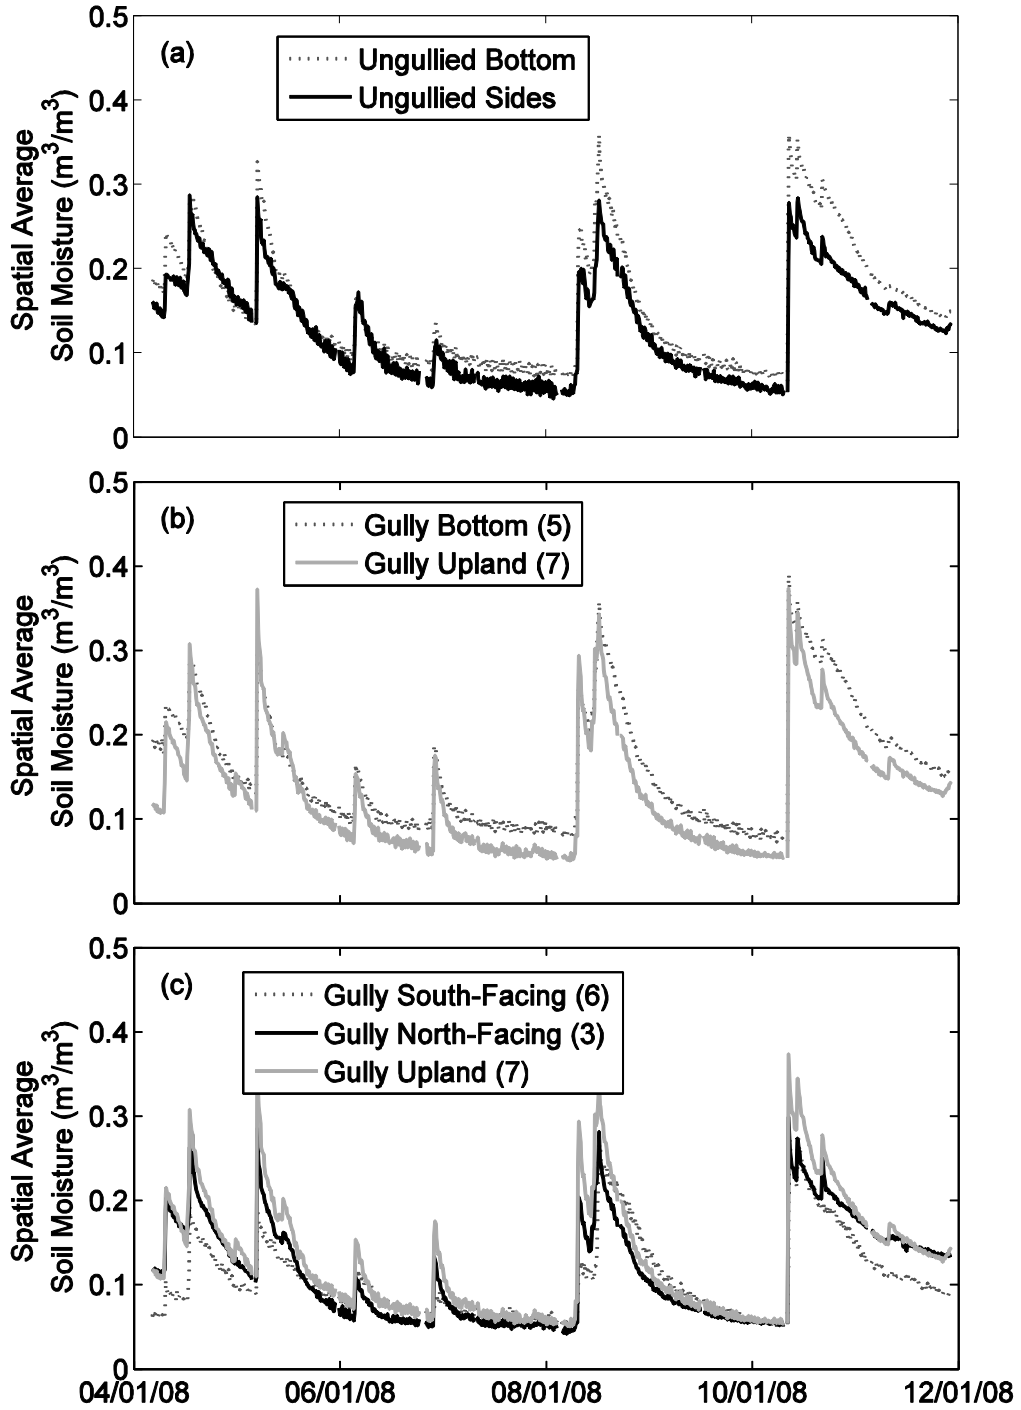 0.5
(a)
Ungullied Bottom
Ungullied Sides
0.4
0.3
0.2
0.1
0
Spatial Average
Soil Moisture (m³/m³)
0.5
(b)
Gully Bottom (5)
Gully Upland (7)
0.4
0.3
0.2
0.1
0
Spatial Average
Soil Moisture (m³/m³)
0.5
(c)
Gully South-Facing (6)
Gully North-Facing (3)
Gully Upland (7)
0.4
0.3
0.2
0.1
0
Spatial Average
Soil Moisture (m³/m³)
04/01/08 06/01/08 08/01/08 10/01/08 12/01/08